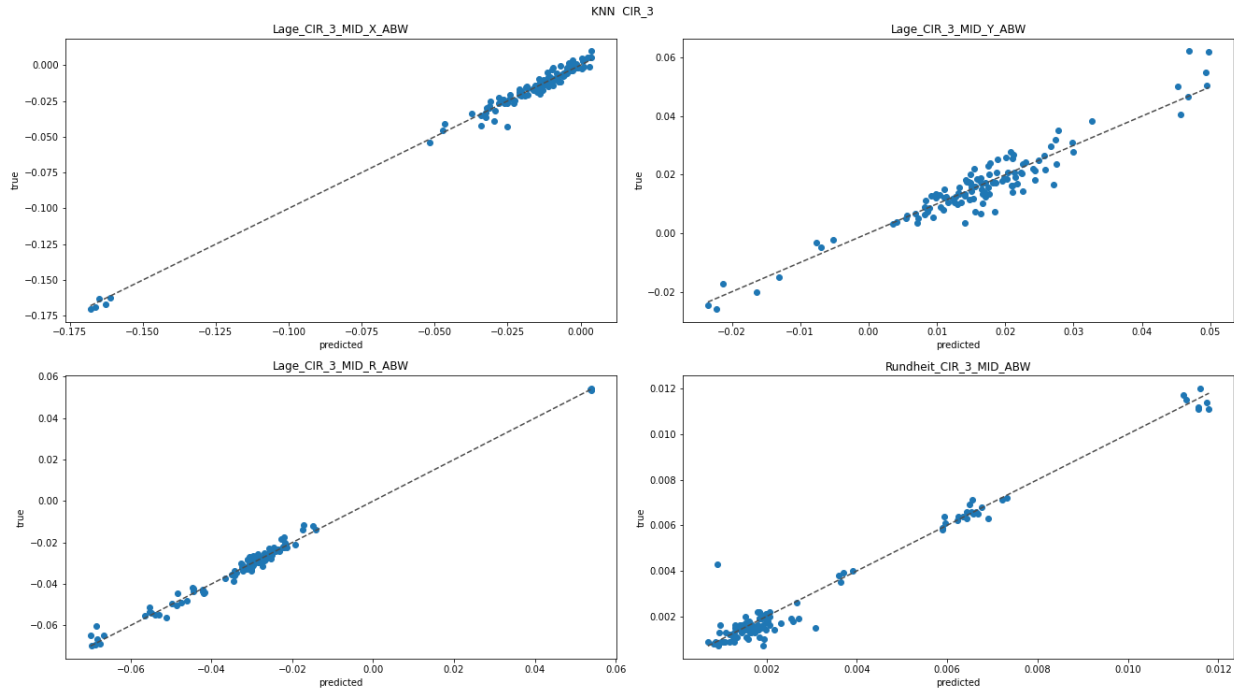 KNN  CIR_3
Lage_CIR_3_MID_X_ABW
0.000
−0.025
−0.050
−0.075
−0.100
−0.125
−0.150
−0.175
true
−0.175 −0.150 −0.125 −0.100 −0.075 −0.050 −0.025 0.000
predicted
Lage_CIR_3_MID_Y_ABW
0.06
0.04
0.02
0.00
−0.02
true
−0.02 −0.01 0.00 0.01 0.02 0.03 0.04 0.05
predicted
Lage_CIR_3_MID_R_ABW
0.06
0.04
0.02
0.00
−0.02
−0.04
−0.06
true
−0.06 −0.04 −0.02 0.00 0.02 0.04 0.06
predicted
Rundheit_CIR_3_MID_ABW
0.012
0.010
0.008
0.006
0.004
0.002
true
0.002 0.004 0.006 0.008 0.010 0.012
predicted